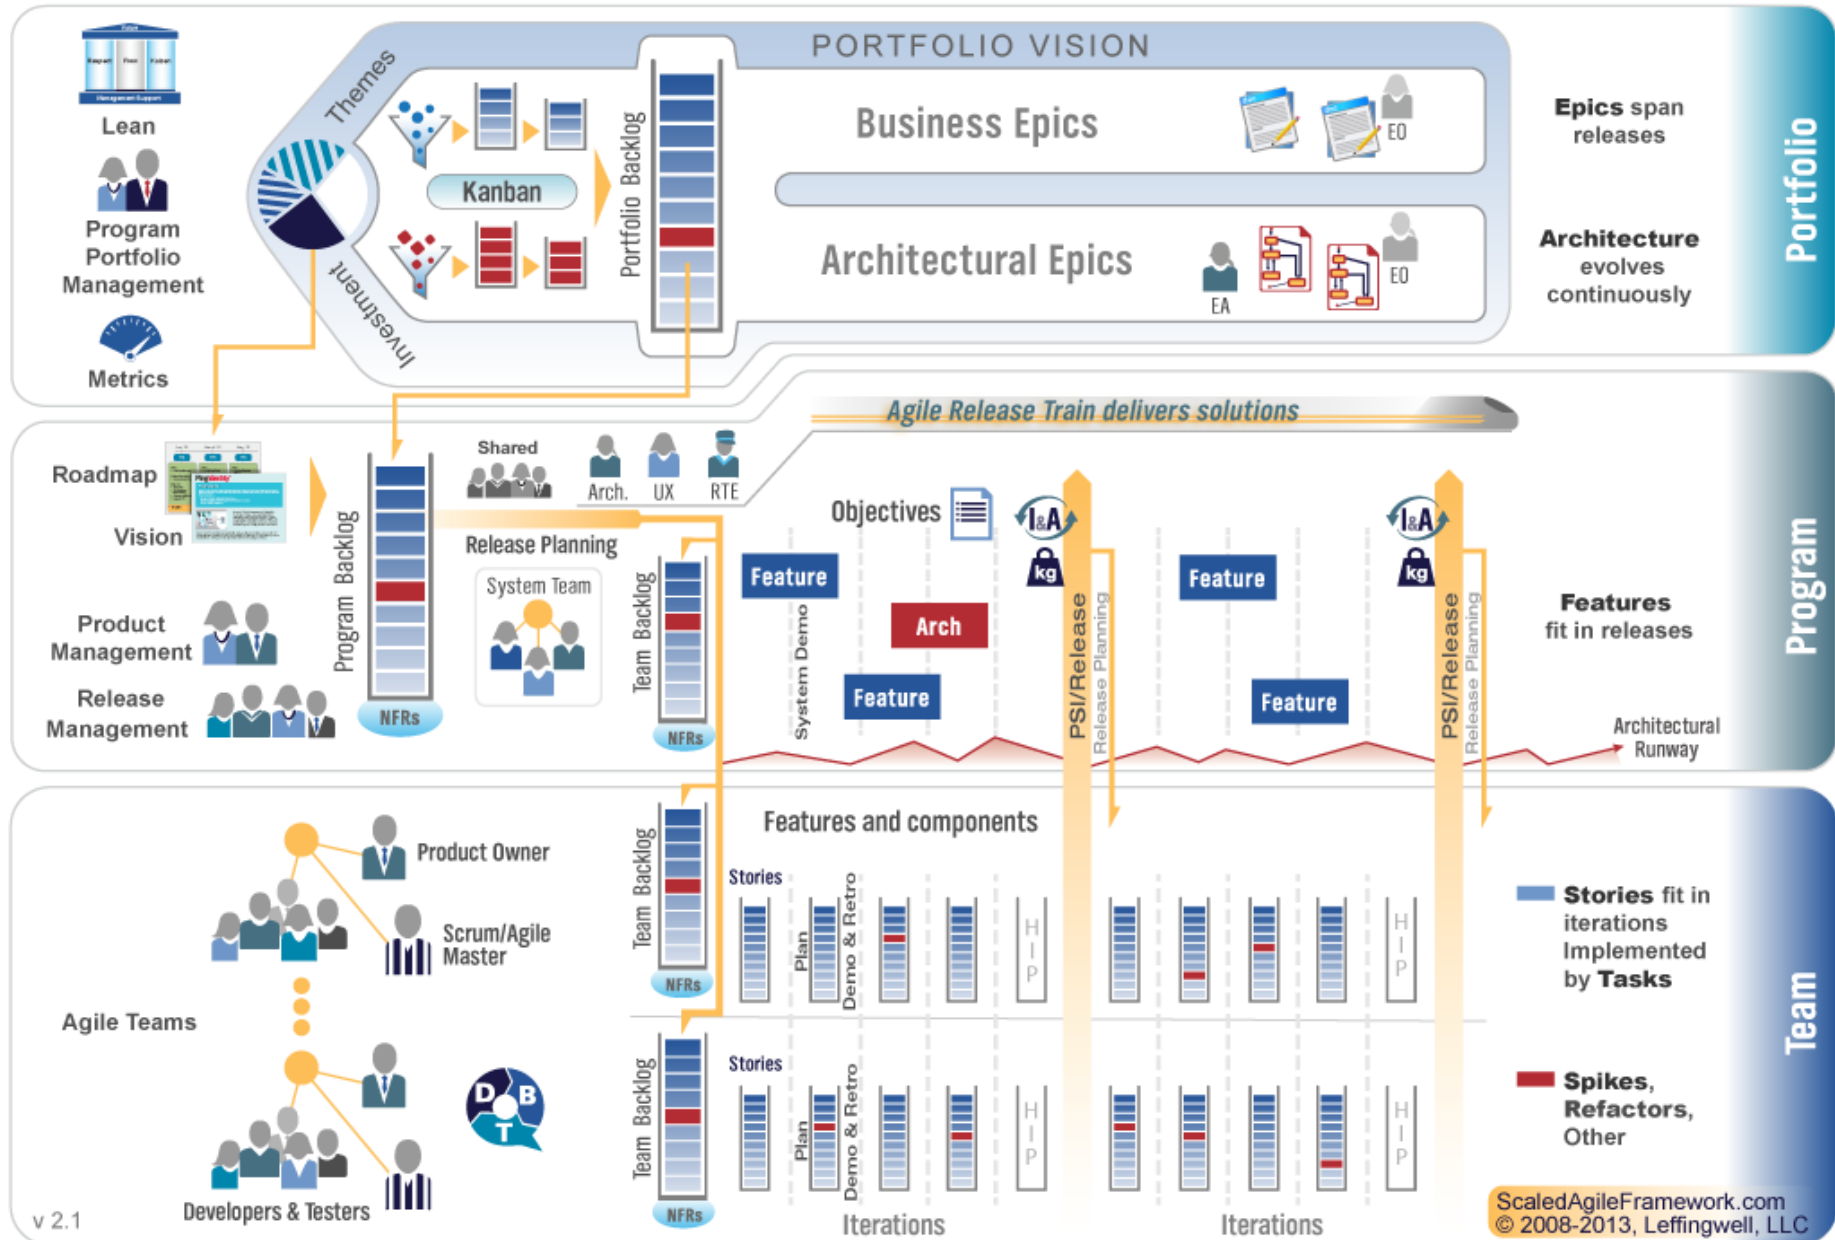 PORTFOLIO VISION
Themes
Investment
Management Support
Lean
Program
Portfolio
Management
Metrics
Kanban
Portfolio Backlog
Business Epics
EO
Architectural Epics
EA
EO
Epics span
releases
Architecture
evolves
continuously
Portfolio
Agile Release Train delivers solutions
Roadmap
Vision
Product
Management
Release
Management
Program Backlog
NFRs
Shared
Arch.
UX
RTE
Release Planning
System Team
Team Backlog
NFRs
Objectives
I&A
kg
Feature
System Demo
Arch
Feature
PSI/Release
Release Planning
Feature
Feature
I&A
kg
PSI/Release
Release Planning
Architectural
Runway
Features
fit in releases
Program
Agile Teams
Product Owner
Scrum/Agile
Master
Developers & Testers
D
B
T
Team Backlog
NFRs
Features and components
Stories
Plan
Demo & Retro
HIP
HIP
Team Backlog
NFRs
Stories
Plan
Demo & Retro
HIP
HIP
Iterations
Iterations
Stories fit in
iterations
Implemented
by Tasks
Spikes,
Refactors,
Other
Team
v 2.1
ScaledAgileFramework.com
© 2008-2013, Leffingwell, LLC